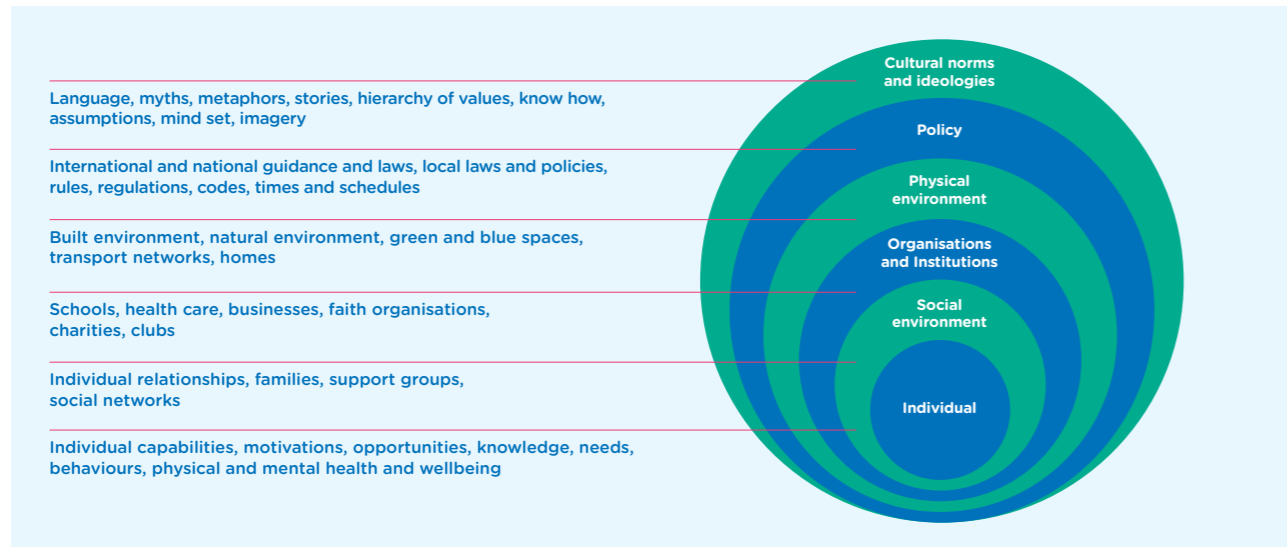 Cultural norms
and ideologies
Language, myths, metaphors, stories, hierarchy of values, know how,
assumptions, mind set, imagery
Policy
International and national guidance and laws, local laws and policies,
rules, regulations, codes, times and schedules
Physical
environment
Built environment, natural environment, green and blue spaces,
transport networks, homes
Organisations
and Institutions
Schools, health care, businesses, faith organisations,
charities, clubs
Social
environment
Individual relationships, families, support groups,
social networks
Individual
Individual capabilities, motivations, opportunities, knowledge, needs,
behaviours, physical and mental health and wellbeing